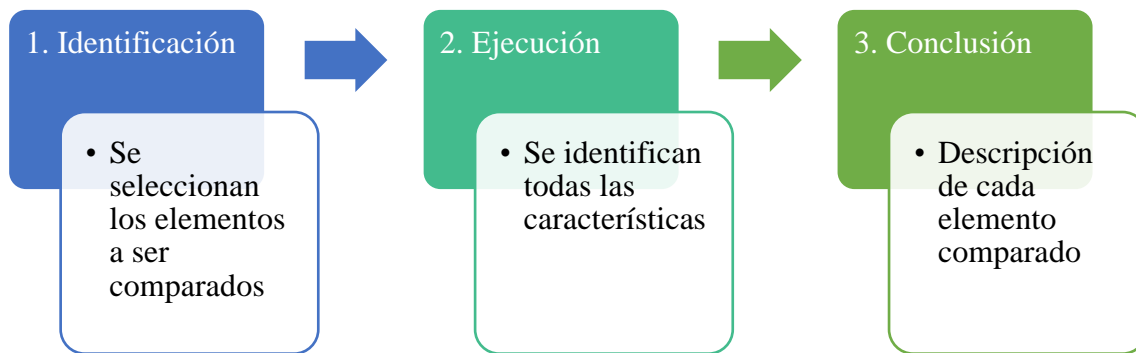 1. Identificación
• Se
seleccionan
los elementos
a ser
comparados
2. Ejecución
• Se identifican
todas las
características
3. Conclusión
• Descripción
de cada
elemento
comparado